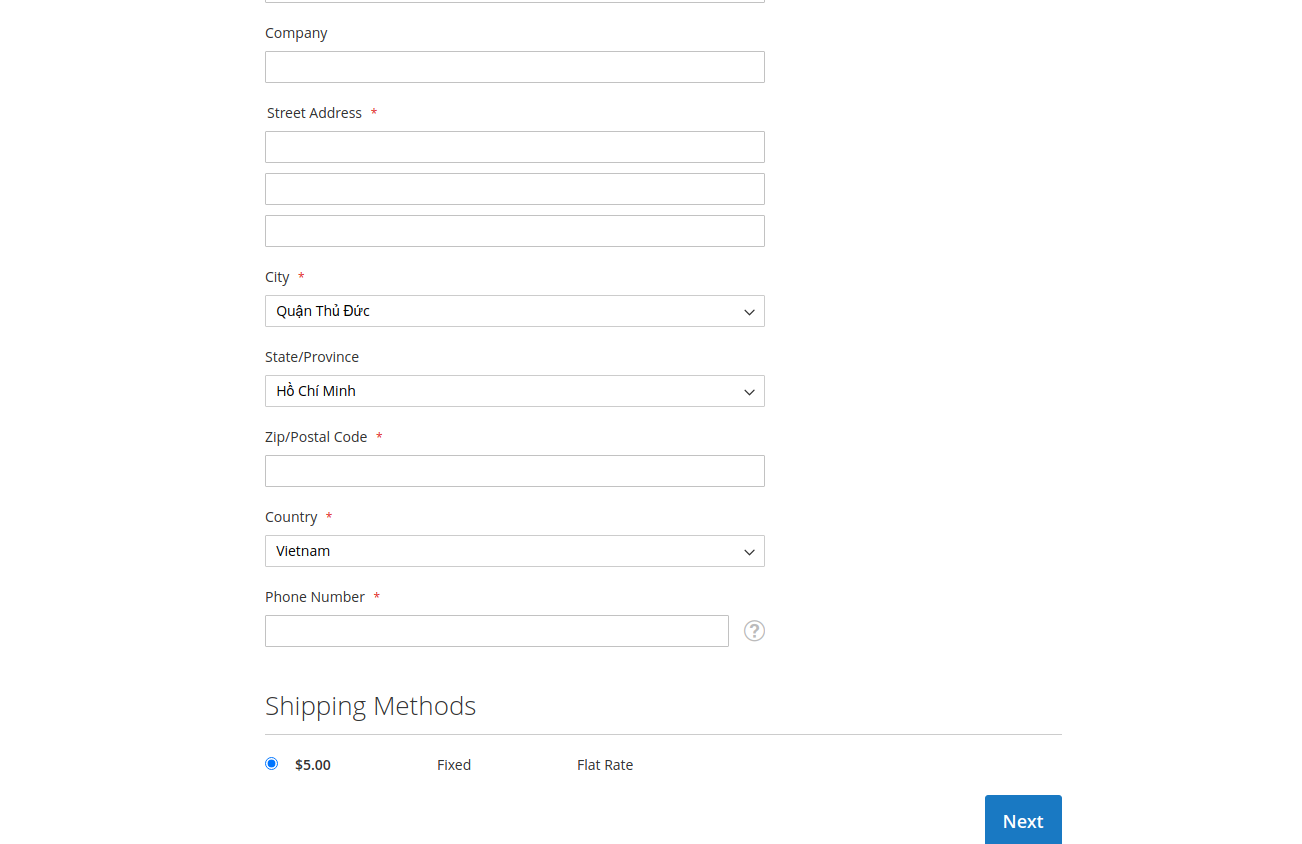 Company
Street Address *
City *
Quận Thủ Đức
State/Province
Hồ Chí Minh
Zip/Postal Code *
Country *
Vietnam
Phone Number *
?
Shipping Methods
$5.00 Fixed Flat Rate
Next